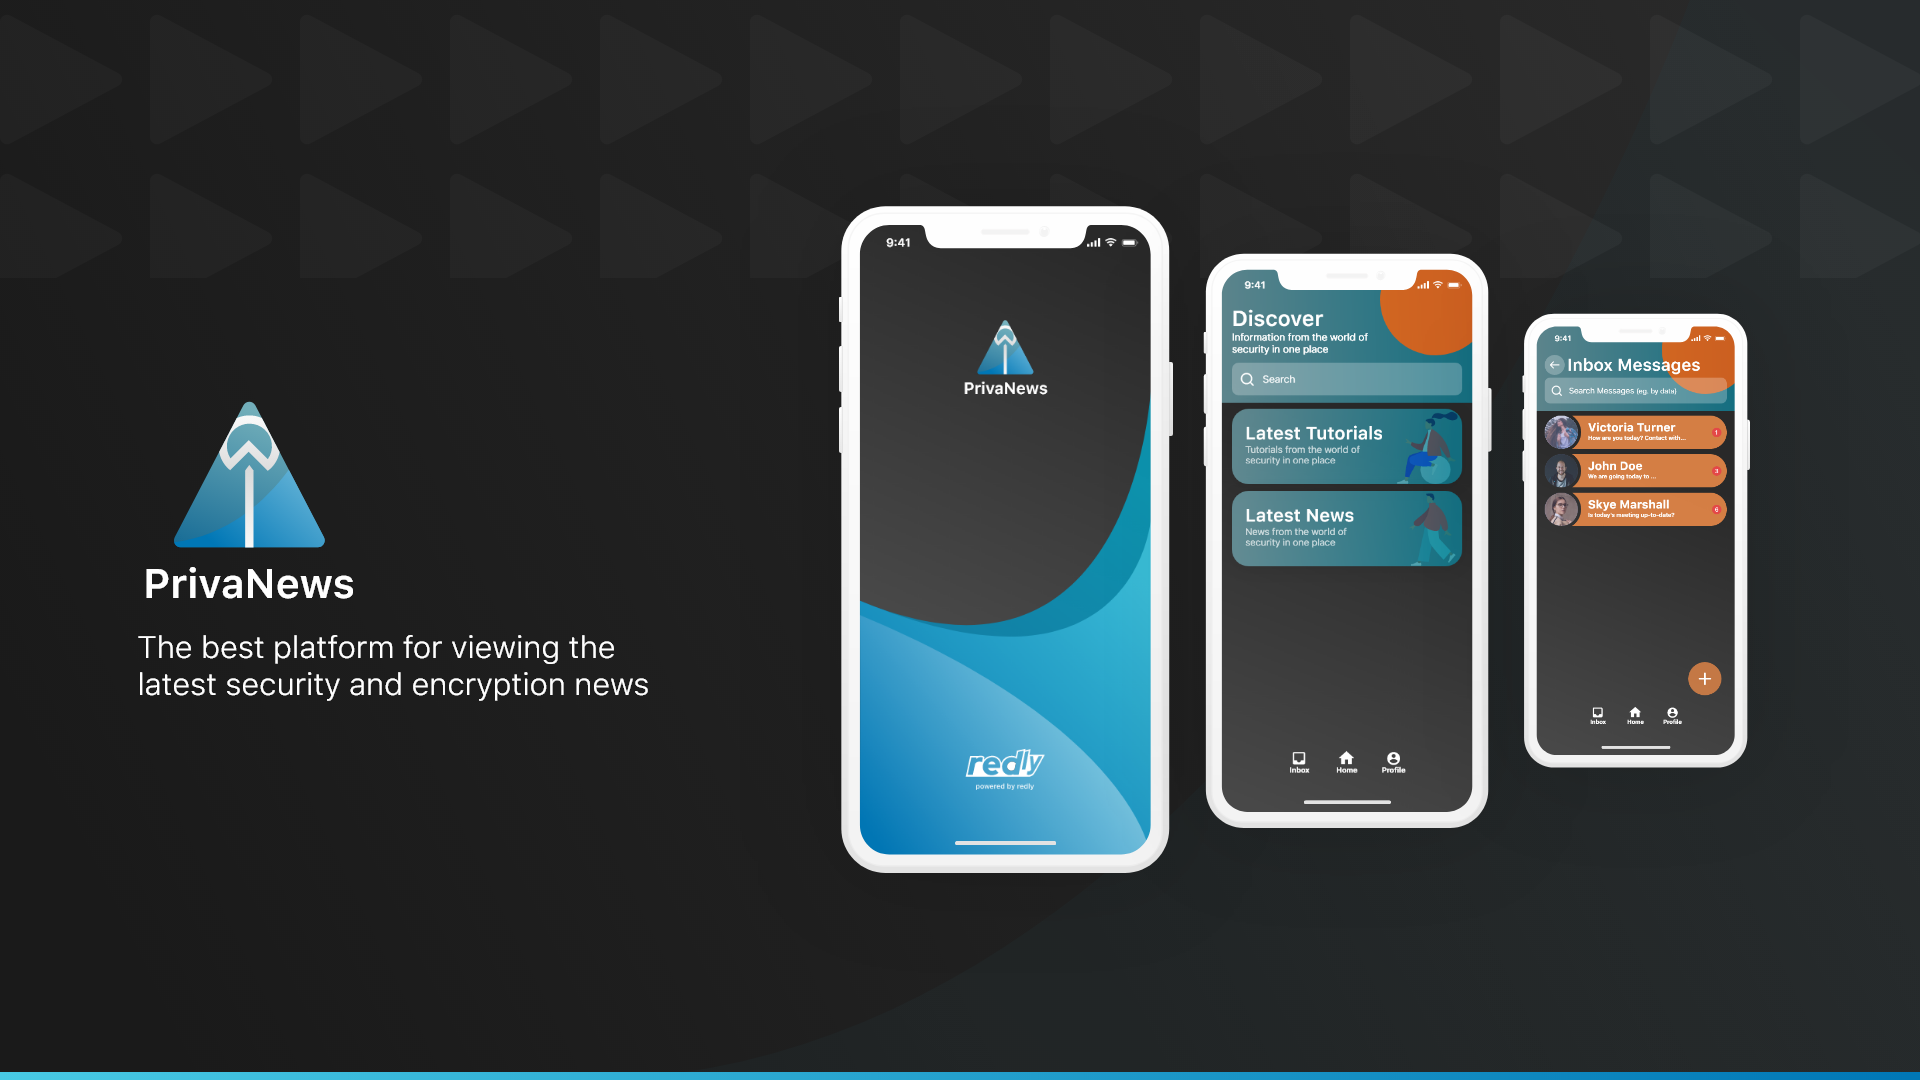 PrivaNews
The best platform for viewing the
latest security and encryption news
9:41
PrivaNews
redly
powered by redly
9:41
Discover
Information from the world of
security in one place
Search
Latest Tutorials
Tutorials from the world of
security in one place
Latest News
News from the world of
security in one place
Inbox
Home
Profile
9:41
Inbox Messages
Search Messages (eg. by data)
Victoria Turner
How are you today? Contact with...
1
John Doe
We are going today to ...
3
Skye Marshall
Is today's meeting up-to-date?
6
Inbox
Home
Profile